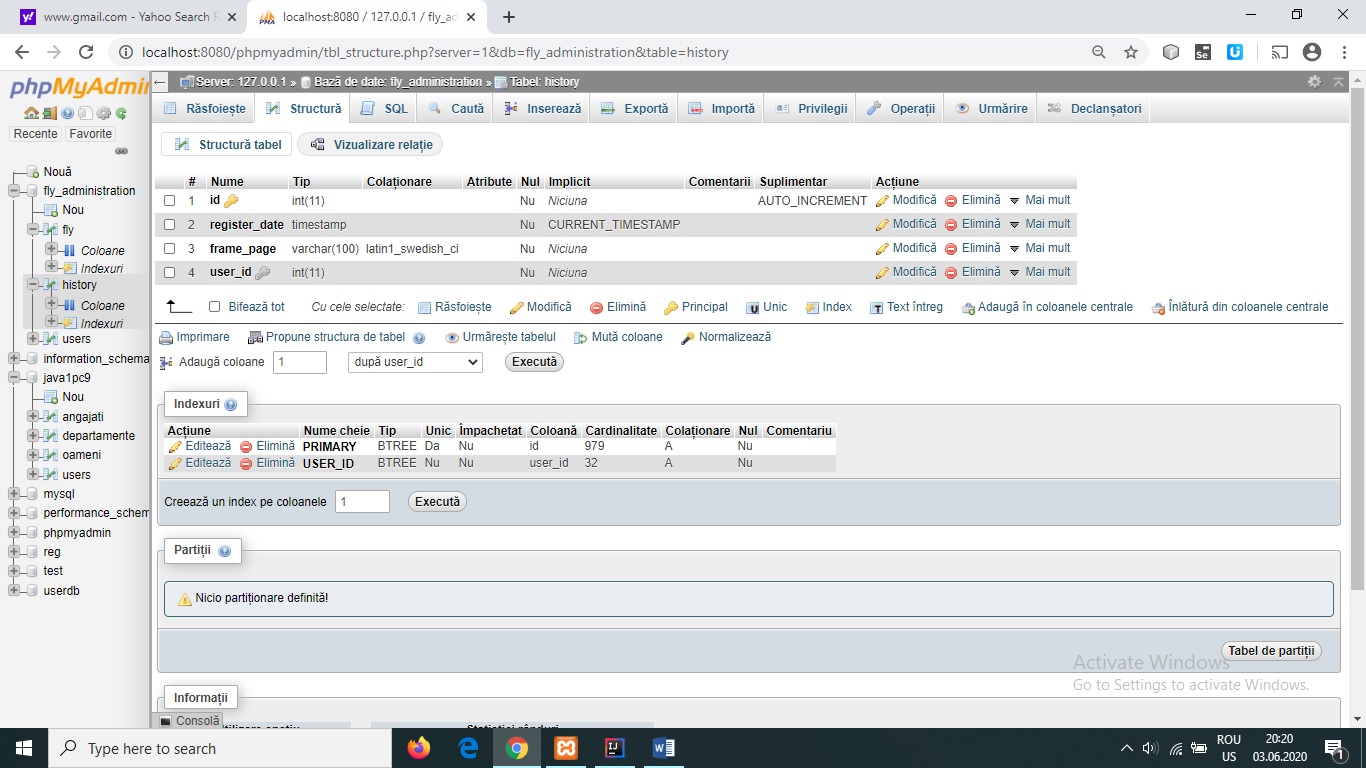 www.gmail.com - Yahoo Search R
localhost:8080 / 127.0.0.1 / fly_ad
localhost:8080/phpmyadmin/tbl_structure.php?server=1&db=fly_administration&table=history
phpMyAdmin
Server: 127.0.0.1 » Bază de date: fly_administration » Tabel: history
Răsfoiește Structură SQL Caută Inserează Exportă Importă Privilegii Operații Urmărire Declanșatori
Recente Favorite
Structură tabel Vizualizare relație
Nouă
fly_administration
Nou
fly
Coloane
Indexuri
history
Coloane
Indexuri
users
information_schema
java1pc9
Nou
angajati
departamente
oameni
users
mysql
performance_schem
phpmyadmin
reg
test
userdb
# Nume Tip Colaționare Atribute Nul Implicit Comentarii Suplimentar Acțiune
1 id int(11) Nu Niciuna AUTO_INCREMENT Modifică Elimină Mai mult
2 register_date timestamp Nu CURRENT_TIMESTAMP Modifică Elimină Mai mult
3 frame_page varchar(100) latin1_swedish_ci Nu Niciuna Modifică Elimină Mai mult
4 user_id int(11) Nu Niciuna Modifică Elimină Mai mult
Bifează tot Cu cele selectate: Răsfoiește Modifică Elimină Principal Unic Index Text întreg Adaugă în coloanele centrale Înlătură din coloanele centrale
Imprimare Propune structura de tabel Urmărește tabelul Mută coloane Normalizează
Adaugă coloane 1 după user_id Execută
Indexuri
Acțiune Nume cheie Tip Unic Împachetat Coloană Cardinalitate Colaționare Nul Comentariu
Editează Elimină PRIMARY BTREE Da Nu id 979 A Nu
Editează Elimină USER_ID BTREE Nu Nu user_id 32 A Nu
Creează un index pe coloanele 1 Execută
Partiții
Nicio partiționare definită!
Tabel de partiții
Activate Windows
Go to Settings to activate Windows.
Informații
Consolă
Type here to search
ROU
US
20:20
03.06.2020
1